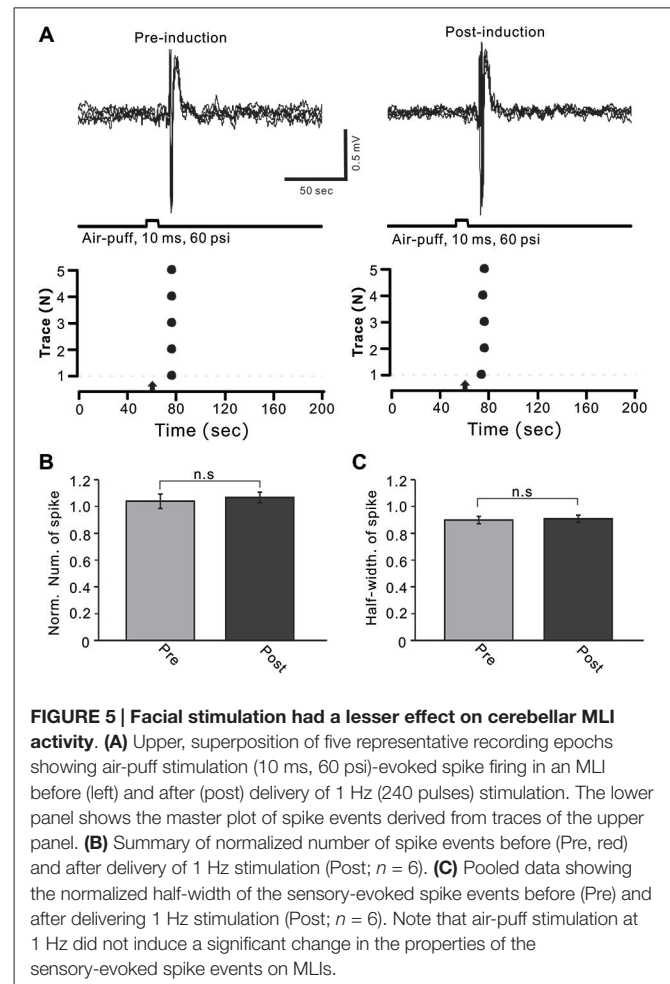 A
Pre-induction
Post-induction
0.5 mV
50 sec
Air-puff, 10 ms, 60 psi
Air-puff, 10 ms, 60 psi
Trace (N)
5
4
3
2
1
0 40 80 120 160 200
Time (sec)
Trace (N)
5
4
3
2
1
0 40 80 120 160 200
Time (sec)
B
n.s
Norm. Num. of spike
1.2
1.0
0.8
0.6
0.4
0.2
0
Pre
Post
C
n.s
Half-width. of spike
1.2
1.0
0.8
0.6
0.4
0.2
0
Pre
Post
FIGURE 5 | Facial stimulation had a lesser effect on cerebellar MLI
activity. (A) Upper, superposition of five representative recording epochs
showing air-puff stimulation (10 ms, 60 psi)-evoked spike firing in an MLI
before (left) and after (post) delivery of 1 Hz (240 pulses) stimulation. The lower
panel shows the master plot of spike events derived from traces of the upper
panel. (B) Summary of normalized number of spike events before (Pre, red)
and after delivery of 1 Hz stimulation (Post; n = 6). (C) Pooled data showing
the normalized half-width of the sensory-evoked spike events before (Pre) and
after delivering 1 Hz stimulation (Post; n = 6). Note that air-puff stimulation at
1 Hz did not induce a significant change in the properties of the
sensory-evoked spike events on MLIs.